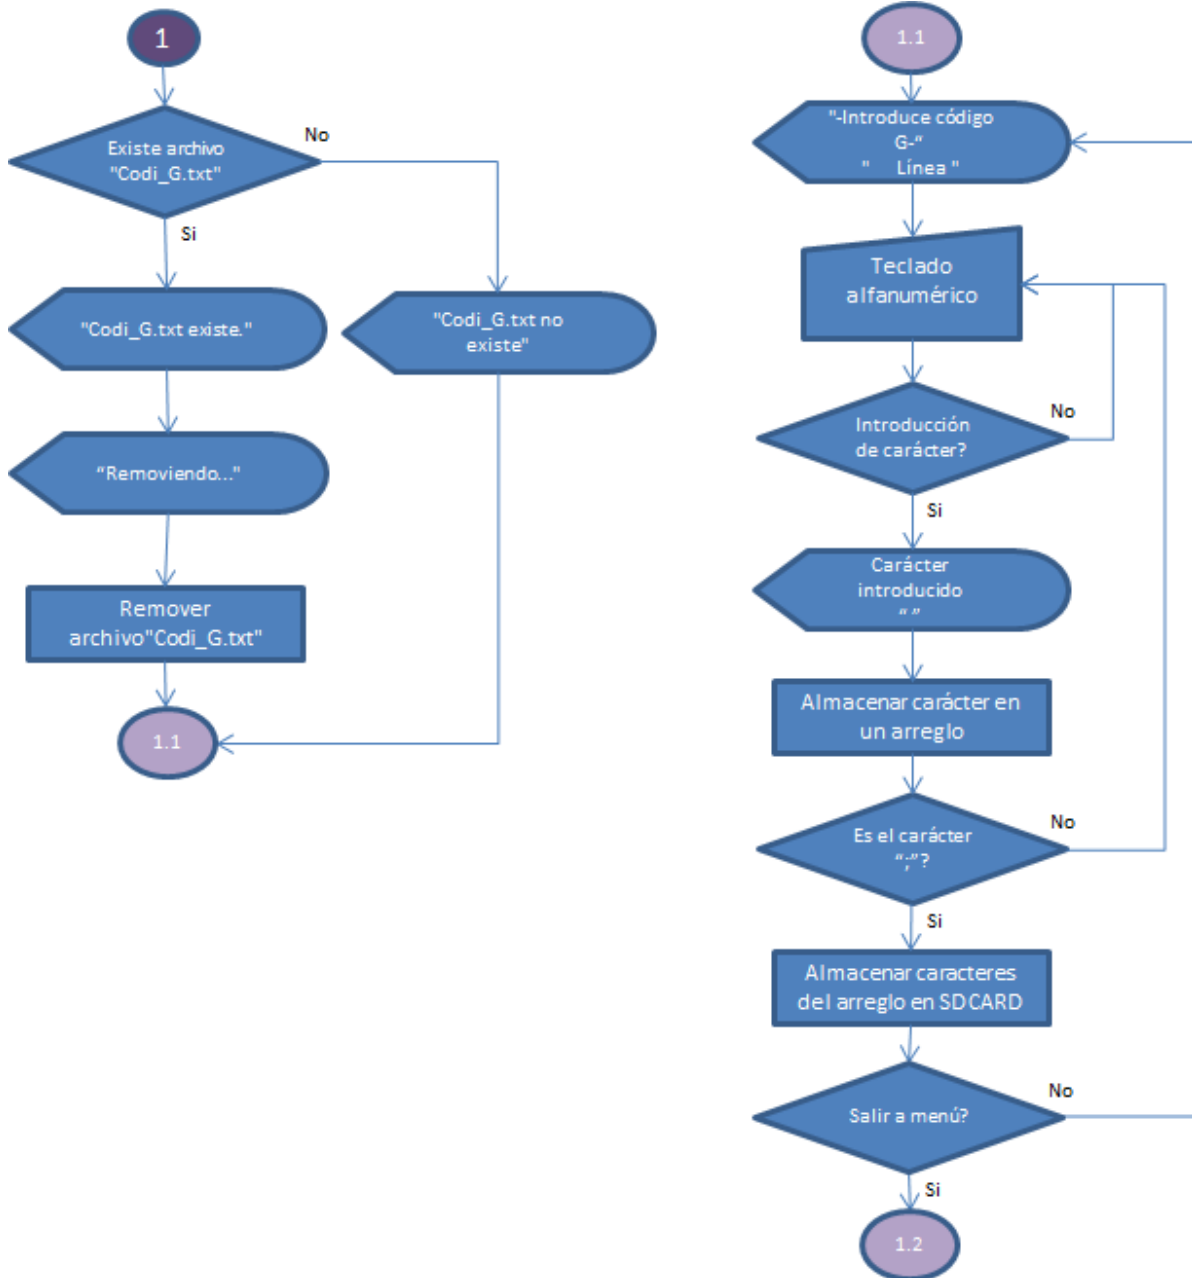 1
Existe archivo
"Codi_G.txt"
No
Si
"Codi_G.txt existe."
"Codi_G.txt no
existe"
“Removiendo..."
Remover
archivo"Codi_G.txt"
1.1
1.1
"-Introduce código
G-“
" Línea "
Teclado
alfanumérico
Introducción
de carácter?
No
Si
Carácter
introducido
“ ”
Almacenar carácter en
un arreglo
Es el carácter
“;”?
No
Si
Almacenar caracteres
del arreglo en SDCARD
Salir a menú?
No
Si
1.2